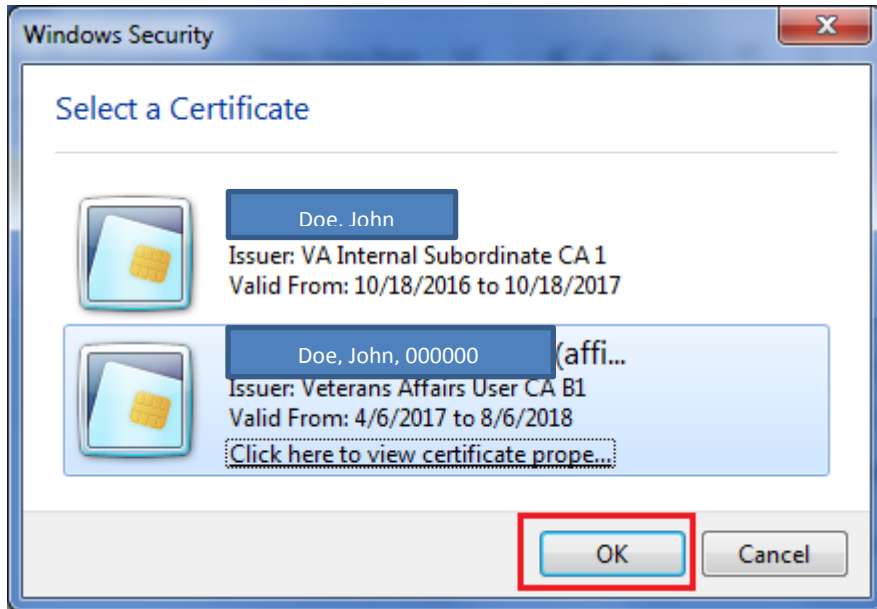 Windows Security
x
Select a Certificate
Doe, John
Issuer: VA Internal Subordinate CA 1
Valid From: 10/18/2016 to 10/18/2017
Doe, John, 000000 (affi...
Issuer: Veterans Affairs User CA B1
Valid From: 4/6/2017 to 8/6/2018
Click here to view certificate prope...
OK Cancel